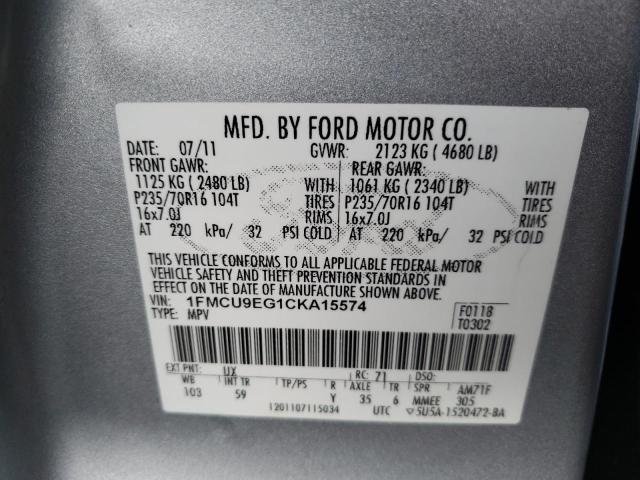 MFD. BY FORD MOTOR CO.
DATE: 07/11 GVWR: 2123 KG ( 4680 LB)
FRONT GAWR: REAR GAWR:
1125 KG ( 2480 LB) WITH 1061 KG ( 2340 LB) WITH
P235/70R16 104T TIRES P235/70R16 104T TIRES
16x7.0J RIMS 16x7.0J RIMS
AT 220 kPa/ 32 PSI COLD AT 220 kPa/ 32 PSI COLD
THIS VEHICLE CONFORMS TO ALL APPLICABLE FEDERAL MOTOR
VEHICLE SAFETY AND THEFT PREVENTION STANDARDS IN
EFFECT ON THE DATE OF MANUFACTURE SHOWN ABOVE.
VIN: 1FMCU9EG1CKA15574 F0118
TYPE: MPV T0302
EXT PNT: UX RC: 71 DSO:
WB INT TR TP/PS R AXLE TR SPR AM71F
103 59 Y 35 6 MMEE 305
1201107115034 UTC ▽5U5A-1520472-BA